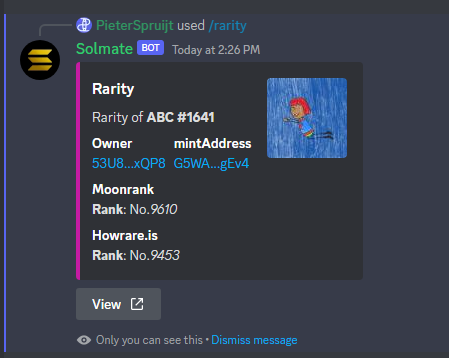 PieterSpruijt used /rarity
Solmate BOT Today at 2:26 PM
Rarity
Rarity of ABC #1641
Owner mintAddress
53U8...xQP8 G5WA...gEv4
Moonrank
Rank: No.9610
Howrare.is
Rank: No.9453
View
Only you can see this • Dismiss message